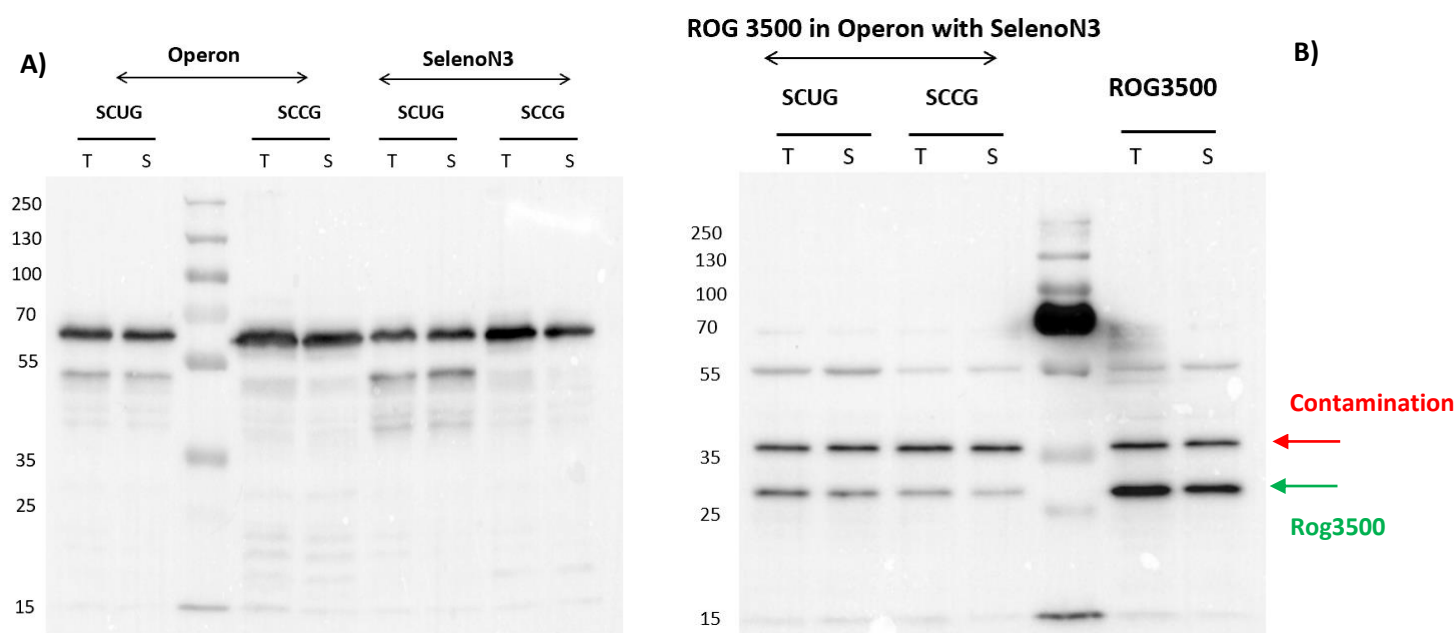 A)
Operon
SelenoN3
SCUG
SCCG
SCUG
SCCG
T
S
T
S
T
S
T
S
250
130
100
70
55
35
25
15
ROG 3500 in Operon with SelenoN3
B)
SCUG
SCCG
ROG3500
T
S
T
S
T
S
250
130
100
70
55
35
25
15
Contamination
Rog3500